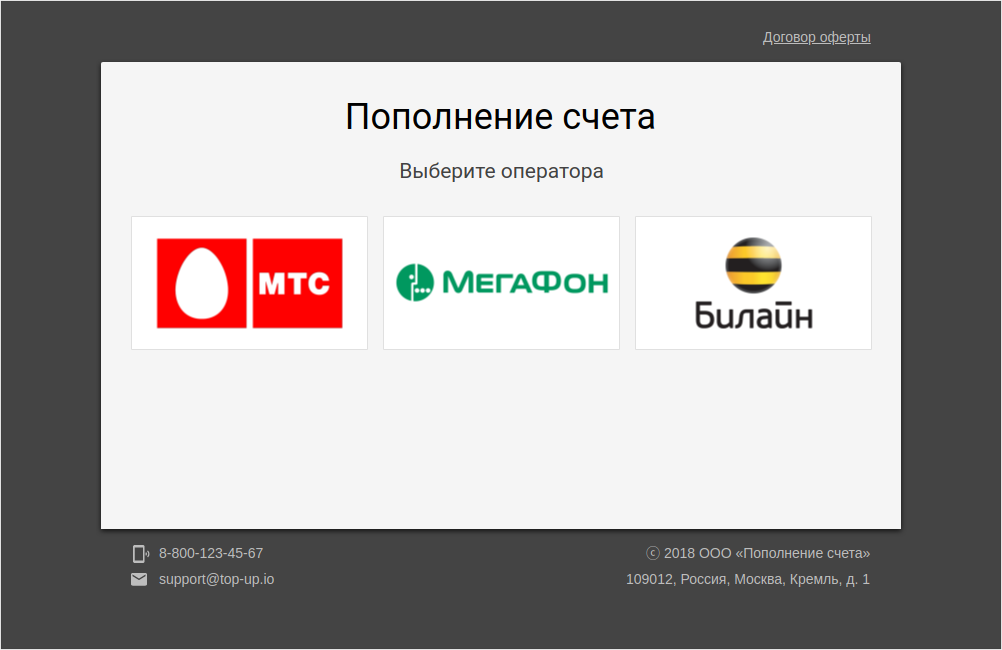 Договор оферты
Пополнение счета
Выберите оператора
МТС
МЕГАФОН
Билайн
8-800-123-45-67
support@top-up.io
ⓒ 2018 ООО «Пополнение счета»
109012, Россия, Москва, Кремль, д. 1